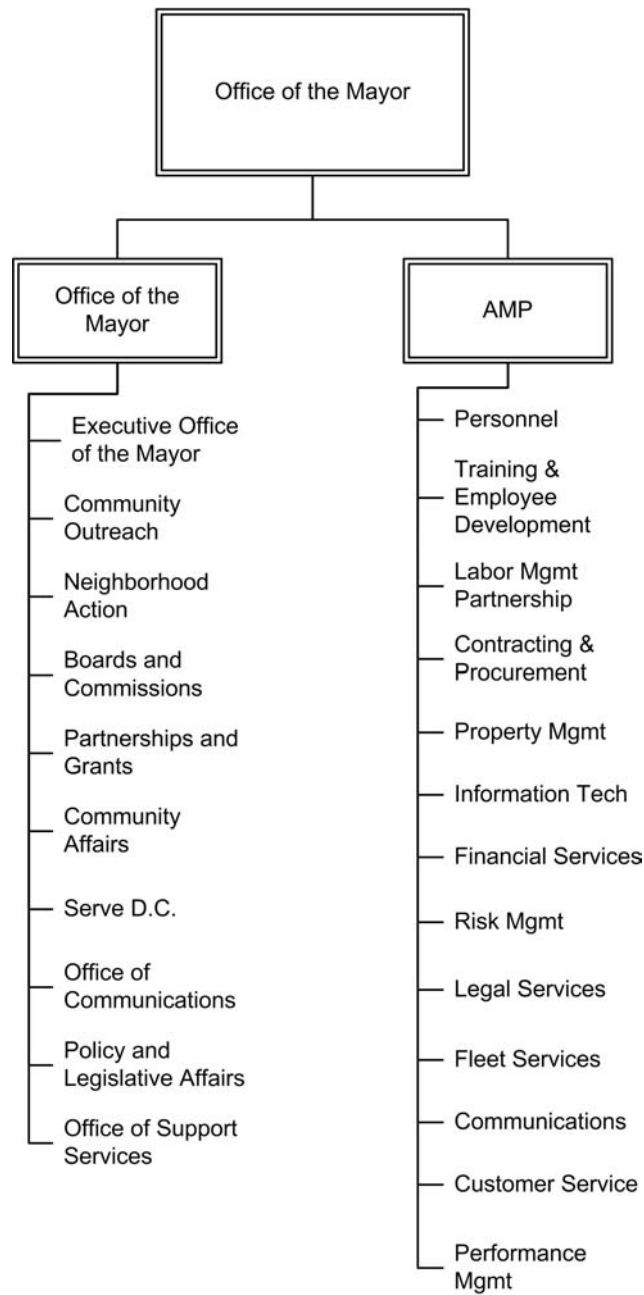 Office of the Mayor
Office of the
Mayor
AMP
Executive Office
of the Mayor
Community
Outreach
Neighborhood
Action
Boards and
Commissions
Partnerships and
Grants
Community
Affairs
Serve D.C.
Office of
Communications
Policy and
Legislative Affairs
Office of Support
Services
Personnel
Training &
Employee
Development
Labor Mgmt
Partnership
Contracting &
Procurement
Property Mgmt
Information Tech
Financial Services
Risk Mgmt
Legal Services
Fleet Services
Communications
Customer Service
Performance
Mgmt